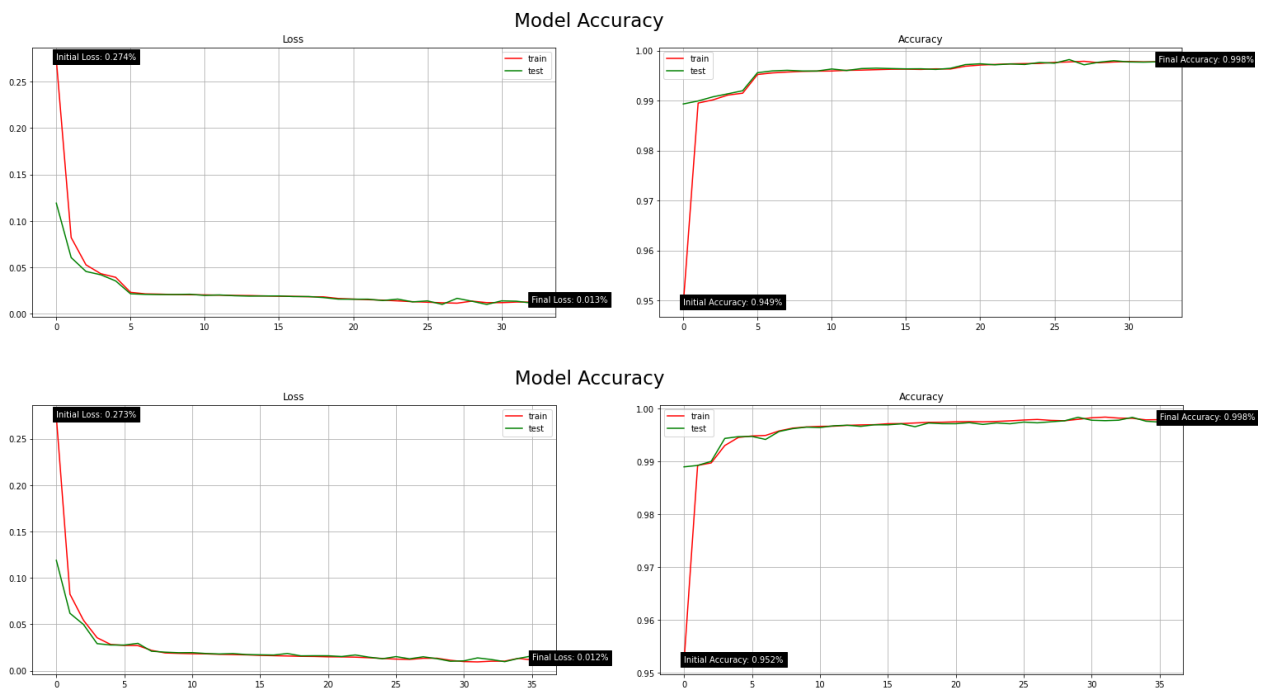 Model Accuracy
Loss
Initial Loss: 0.274%
train
test
0.25
0.20
0.15
0.10
0.05
0.00
Final Loss: 0.013%
0 5 10 15 20 25 30
Accuracy
1.00
train
test
Final Accuracy: 0.998%
0.99
0.98
0.97
0.96
0.95
Initial Accuracy: 0.949%
0 5 10 15 20 25 30
Model Accuracy
Loss
Initial Loss: 0.273%
train
test
0.25
0.20
0.15
0.10
0.05
0.00
Final Loss: 0.012%
0 5 10 15 20 25 30 35
Accuracy
1.00
train
test
Final Accuracy: 0.998%
0.99
0.98
0.97
0.96
0.95
Initial Accuracy: 0.952%
0 5 10 15 20 25 30 35